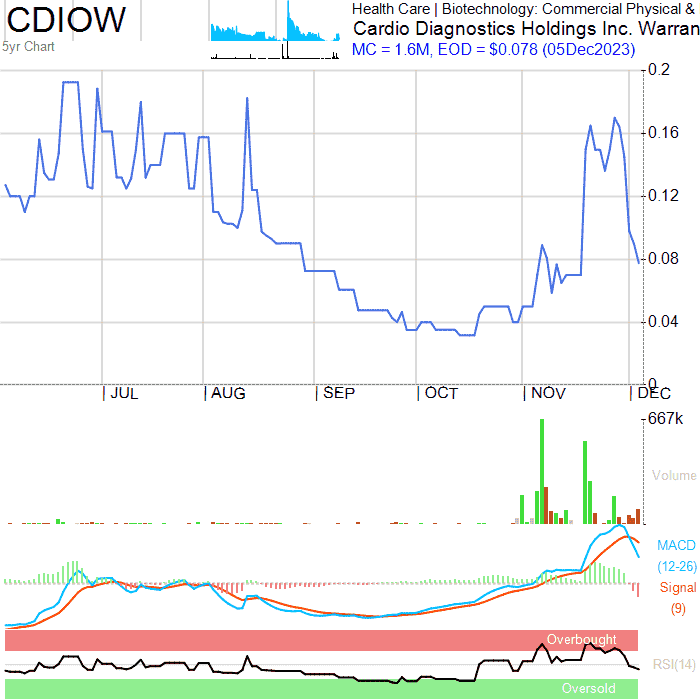 CDIOW
5yr Chart
Health Care | Biotechnology: Commercial Physical &
Cardio Diagnostics Holdings Inc. Warran
MC = 1.6M, EOD = $0.078 (05Dec2023)
0.2
0.16
0.12
0.08
0.04
0
| JUL | AUG | SEP | OCT | NOV | DEC
667k
Volume
MACD
(12-26)
Signal
(9)
Overbought
RSI(14)
Oversold